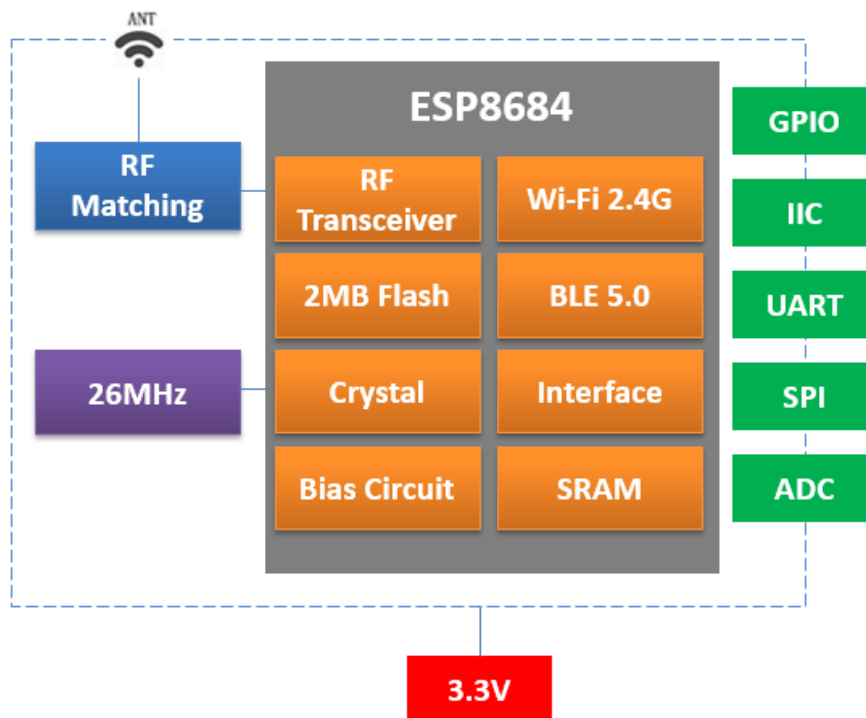 ANT
ESP8684
GPIO
RF
Matching
RF
Transceiver
Wi-Fi 2.4G
IIC
2MB Flash
BLE 5.0
UART
26MHz
Crystal
Interface
SPI
Bias Circuit
SRAM
ADC
3.3V